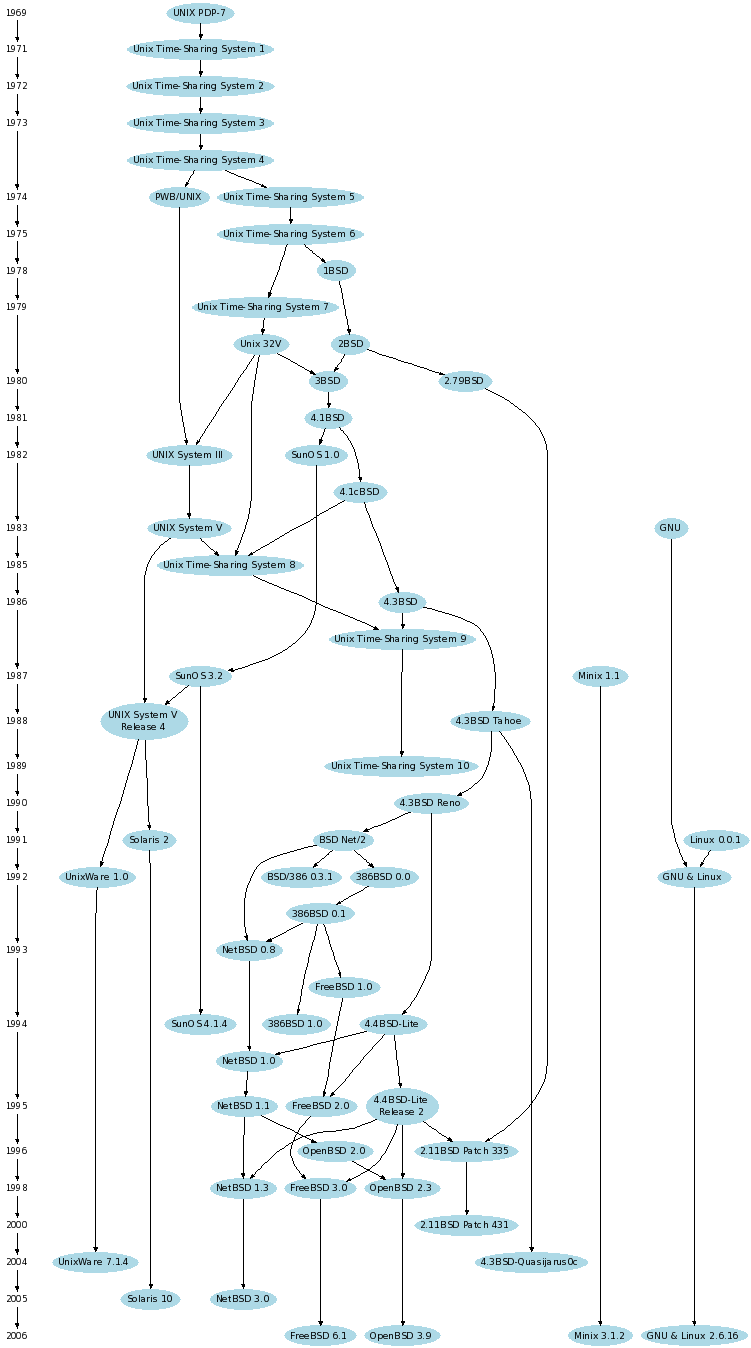 1969
UNIX PDP-7
1971
Unix Time-Sharing System 1
1972
Unix Time-Sharing System 2
1973
Unix Time-Sharing System 3
Unix Time-Sharing System 4
1974
PWB/UNIX
Unix Time-Sharing System 5
1975
Unix Time-Sharing System 6
1978
1BSD
1979
Unix Time-Sharing System 7
Unix 32V
2BSD
1980
3BSD
2.79BSD
1981
4.1BSD
1982
UNIX System III
SunOS 1.0
4.1cBSD
1983
UNIX System V
GNU
1985
Unix Time-Sharing System 8
1986
4.3BSD
Unix Time-Sharing System 9
1987
SunOS 3.2
Minix 1.1
1988
UNIX System V
Release 4
4.3BSD Tahoe
1989
Unix Time-Sharing System 10
1990
4.3BSD Reno
1991
Solaris 2
BSD Net/2
Linux 0.0.1
1992
UnixWare 1.0
BSD/386 0.3.1
386BSD 0.0
GNU & Linux
386BSD 0.1
1993
NetBSD 0.8
FreeBSD 1.0
1994
SunOS 4.1.4
386BSD 1.0
4.4BSD-Lite
NetBSD 1.0
1995
NetBSD 1.1
FreeBSD 2.0
4.4BSD-Lite
Release 2
1996
OpenBSD 2.0
2.11BSD Patch 335
1998
NetBSD 1.3
FreeBSD 3.0
OpenBSD 2.3
2000
2.11BSD Patch 431
2004
UnixWare 7.1.4
4.3BSD-Quasijarus0c
2005
Solaris 10
NetBSD 3.0
2006
FreeBSD 6.1
OpenBSD 3.9
Minix 3.1.2
GNU & Linux 2.6.16